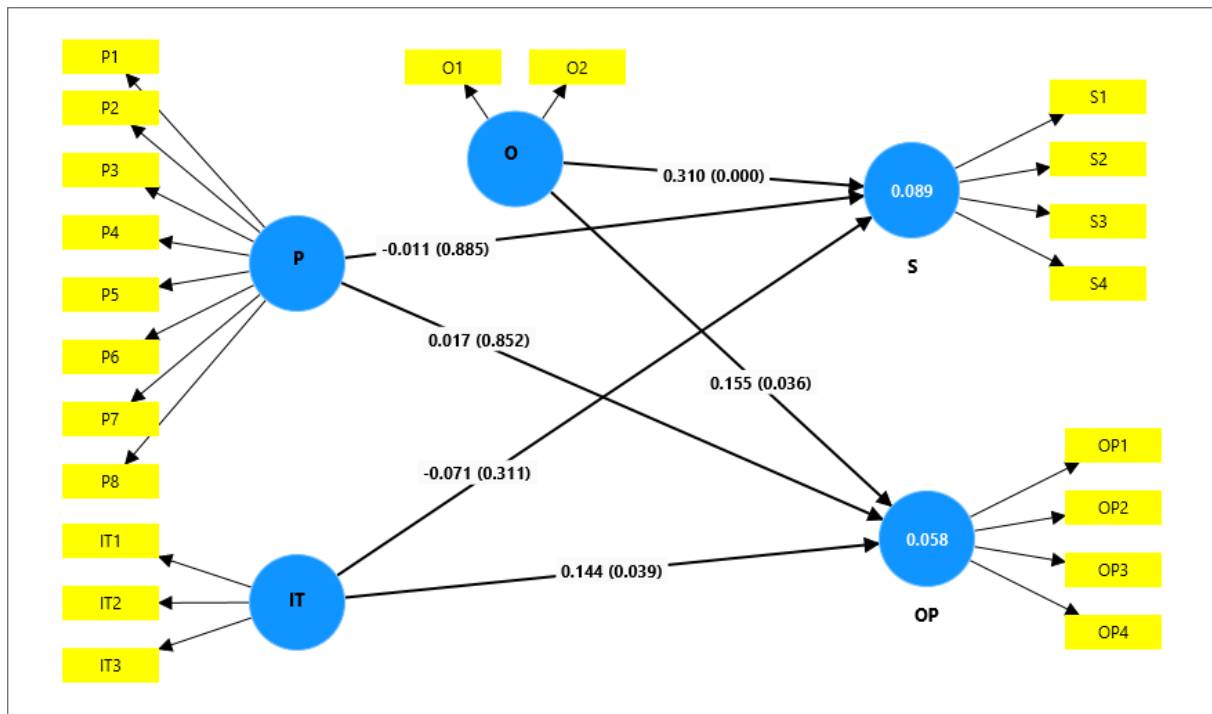 P1
P2
P3
P4
P5
P6
P7
P8
IT1
IT2
IT3
P
IT
O1
O2
O
0.310 (0.000)
-0.011 (0.885)
0.017 (0.852)
0.155 (0.036)
-0.071 (0.311)
0.144 (0.039)
0.089
S
S1
S2
S3
S4
0.058
OP
OP1
OP2
OP3
OP4